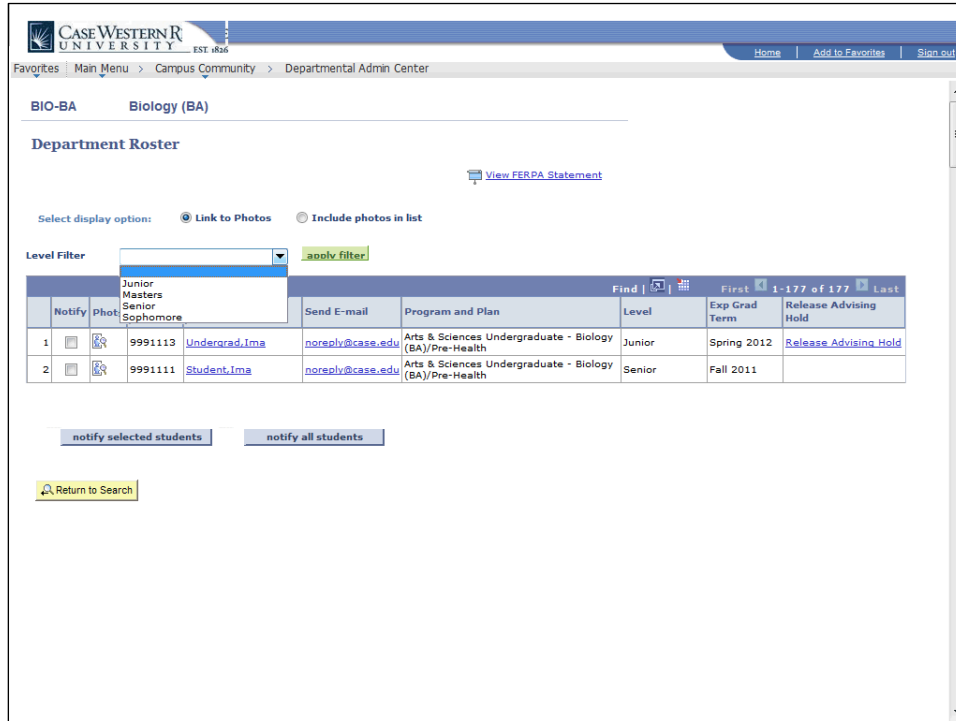 CASE WESTERN R
UNIVERSITY EST. 1826
Home | Add to Favorites | Sign out
Favorites Main Menu > Campus Community > Departmental Admin Center
BIO-BA Biology (BA)
Department Roster
View FERPA Statement
Select display option: Link to Photos Include photos in list
Level Filter apply filter
Junior
Masters
Senior
Sophomore
Find | | First 1-177 of 177 Last
Notify Phot Send E-mail Program and Plan Level Exp Grad Term Release Advising Hold
1 9991113 Undergrad,Ima noreply@case.edu Arts & Sciences Undergraduate - Biology (BA)/Pre-Health Junior Spring 2012 Release Advising Hold
2 9991111 Student,Ima noreply@case.edu Arts & Sciences Undergraduate - Biology (BA)/Pre-Health Senior Fall 2011
notify selected students notify all students
Return to Search